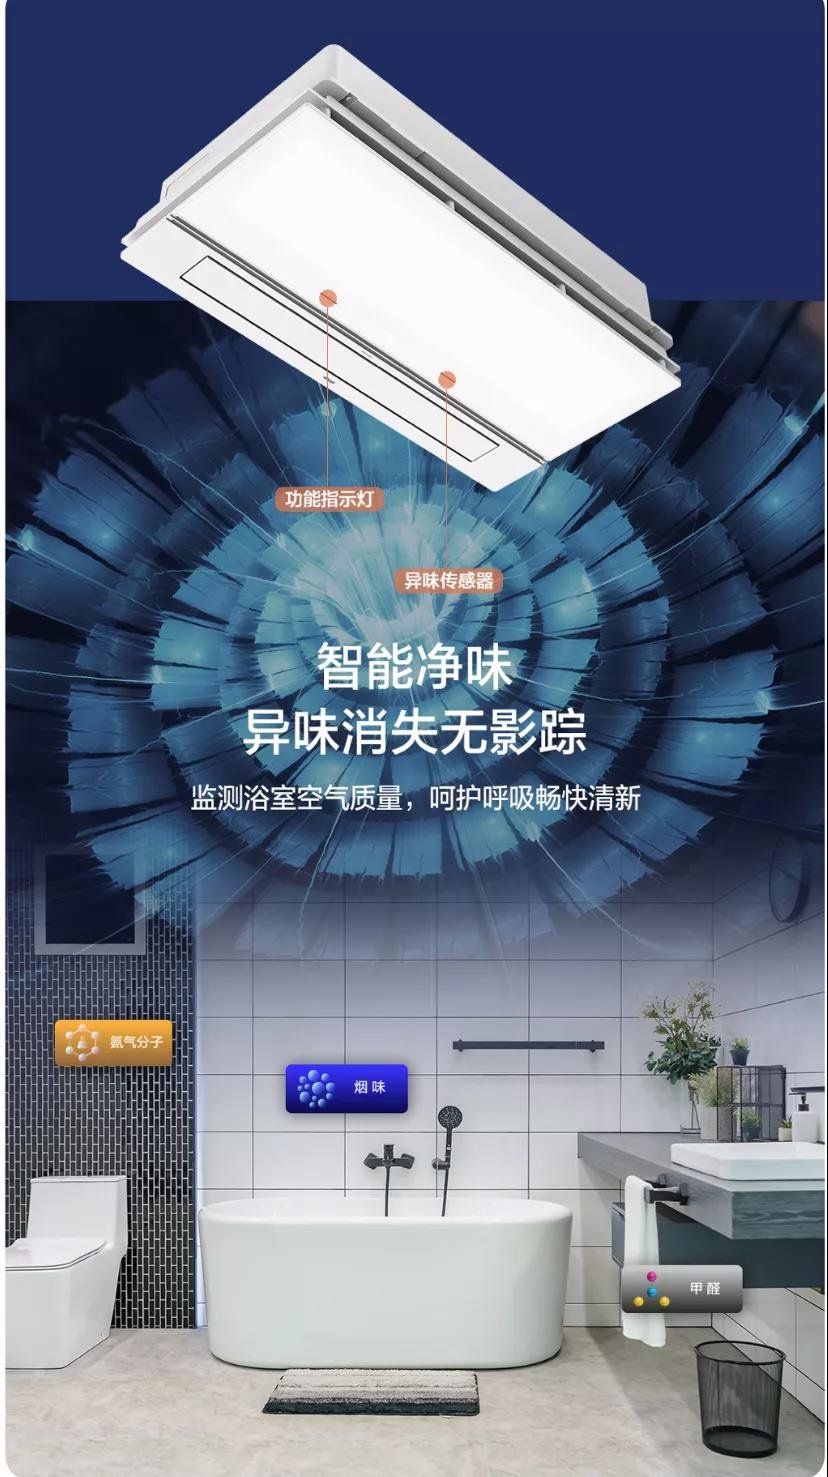 功能指示灯
异味传感器
智能净味
异味消失无影踪
监测浴室空气质量，呵护呼吸畅快清新
氨气分子
烟味
甲醛